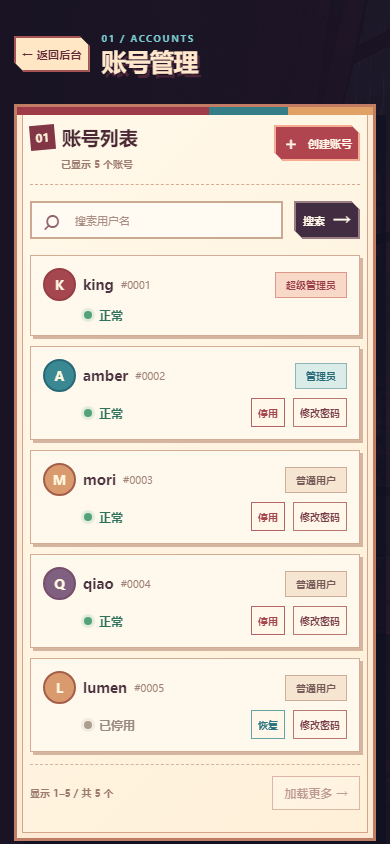 ← 返回后台
01 / ACCOUNTS
账号管理
01 账号列表
+ 创建账号
已显示 5 个账号
搜索用户名
搜索 →
K king #0001 超级管理员
正常
A amber #0002 管理员
正常 停用 修改密码
M mori #0003 普通用户
正常 停用 修改密码
Q qiao #0004 普通用户
正常 停用 修改密码
L lumen #0005 普通用户
已停用 恢复 修改密码
显示 1–5 / 共 5 个 加载更多 →